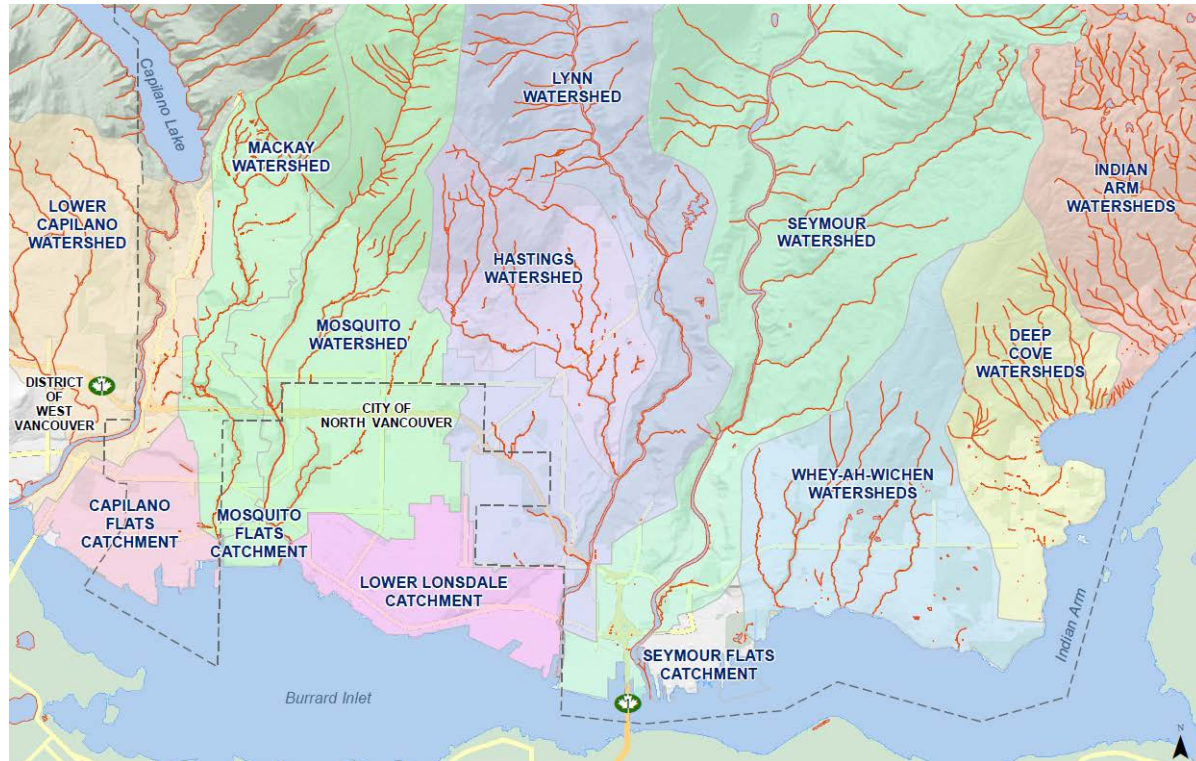 Capilano Lake
LYNN
WATERSHED
MACKAY
WATERSHED
INDIAN
ARM
WATERSHEDS
LOWER
CAPILANO
WATERSHED
SEYMOUR
WATERSHED
HASTINGS
WATERSHED
MOSQUITO
WATERSHED
DEEP
COVE
WATERSHEDS
DISTRICT
OF
WEST
VANCOUVER
1
CITY OF
NORTH VANCOUVER
WHEY-AH-WICHEN
WATERSHEDS
CAPILANO
FLATS
CATCHMENT
MOSQUITO
FLATS
CATCHMENT
LOWER LONSDALE
CATCHMENT
SEYMOUR FLATS
CATCHMENT
Indian Arm
Burrard Inlet
1
N